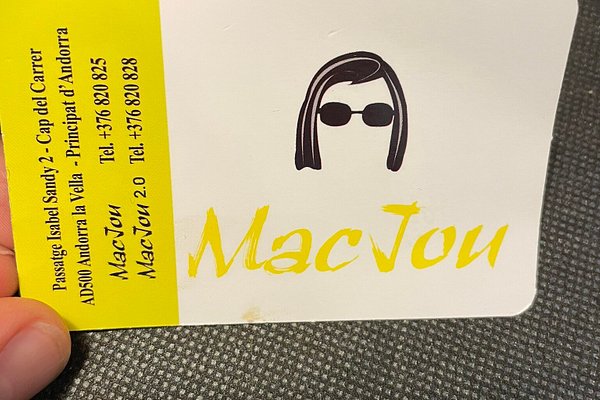 Passatge Isabel Sandy 2 - Cap del Carrer
AD500 Andorra la Vella - Principat d'Andorra
MacJou Tel. +376 820 825
MacJou 2.0 Tel. +376 820 828
MacJou